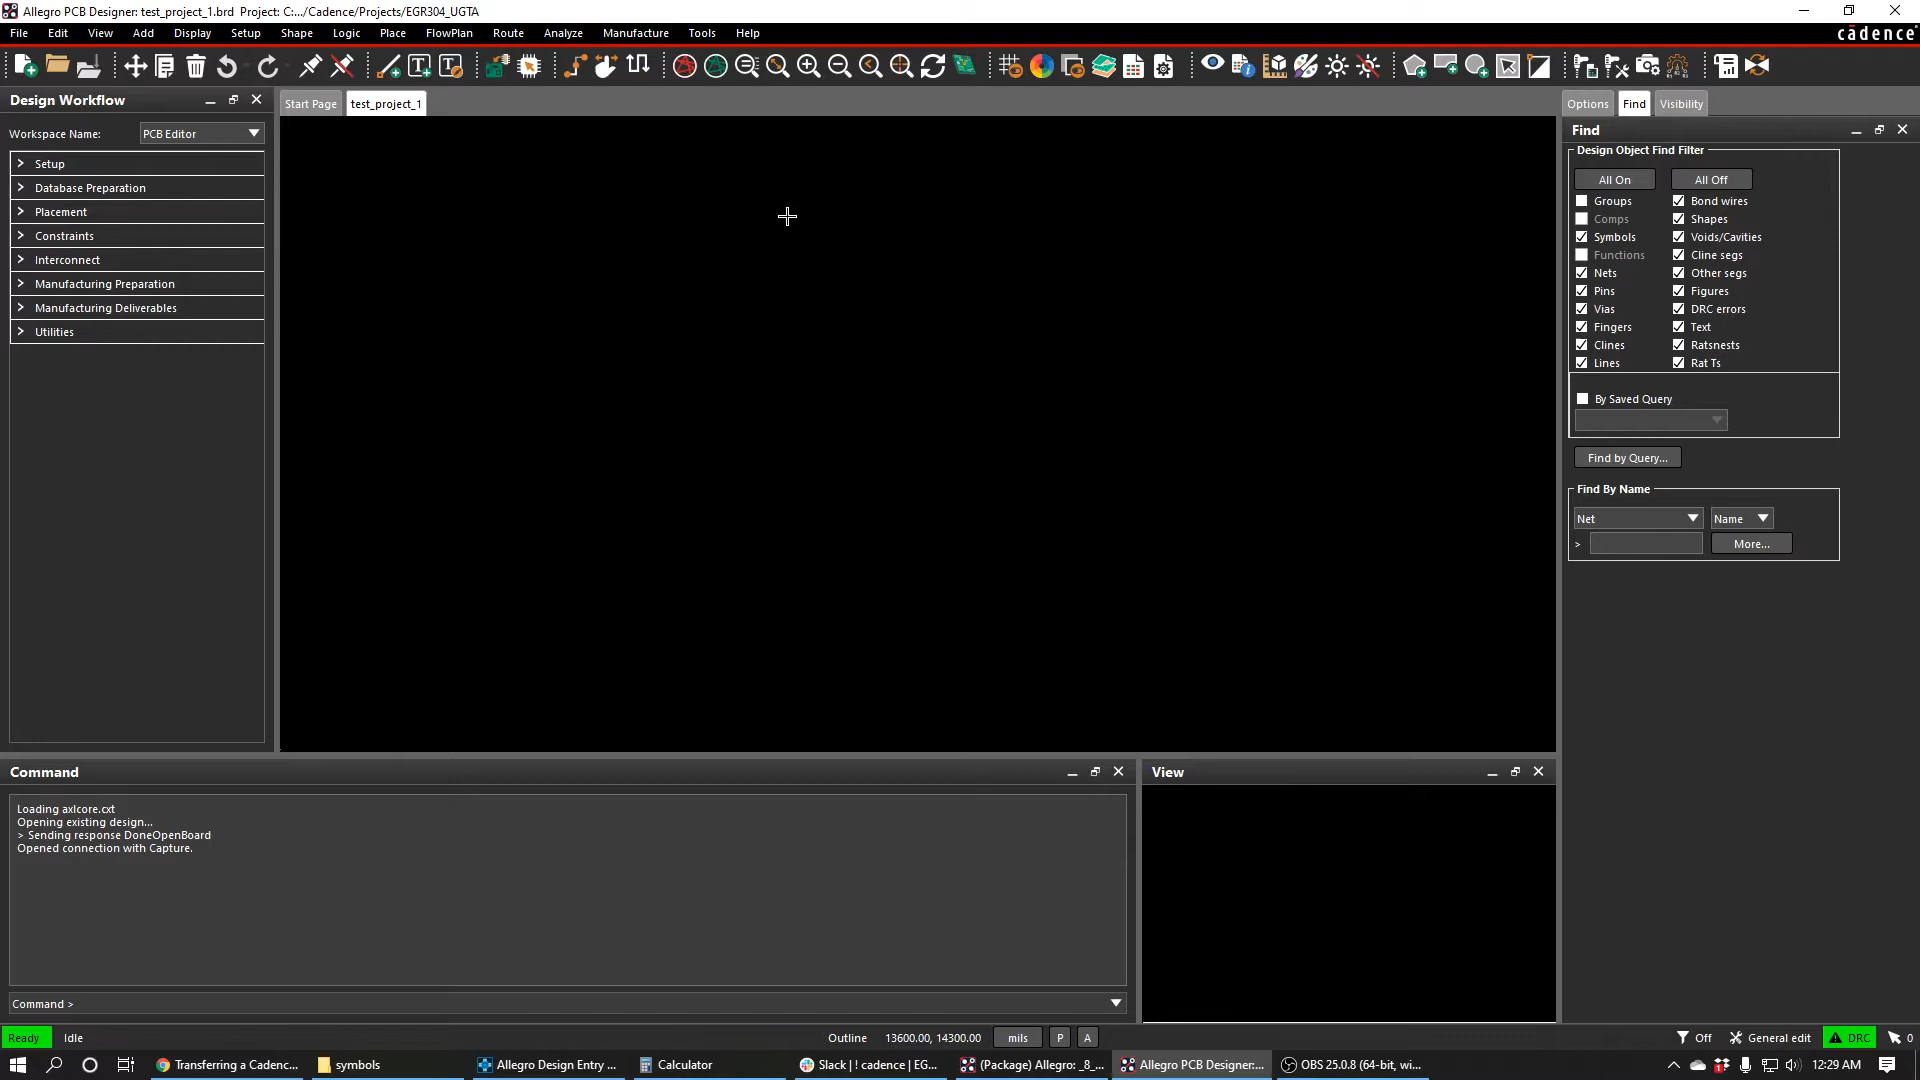 Allegro PCB Designer: test_project_1.brd  Project: C:.../Cadence/Projects/EGR304_UGTA
File Edit View Add Display Setup Shape Logic Place FlowPlan Route Analyze Manufacture Tools Help
cadence
Design Workflow
Start Page test_project_1
Options Find Visibility
Workspace Name: PCB Editor
Setup
Database Preparation
Placement
Constraints
Interconnect
Manufacturing Preparation
Manufacturing Deliverables
Utilities
Find
Design Object Find Filter
All On All Off
Groups Bond wires
Comps Shapes
Symbols Voids/Cavities
Functions Cline segs
Nets Other segs
Pins Figures
Vias DRC errors
Fingers Text
Clines Ratsnests
Lines Rat Ts
By Saved Query
Find by Query...
Find By Name
Net Name
> More...
Command
Loading axlcore.cxt
Opening existing design...
> Sending response DoneOpenBoard
Opened connection with Capture.
Command >
View
Ready Idle Outline 13600.00, 14300.00 mils P A Off General edit DRC 0
Transferring a Cadenc... symbols Allegro Design Entry ... Calculator Slack | ! cadence | EG... (Package) Allegro: _8_... Allegro PCB Designer:... OBS 25.0.8 (64-bit, wi... 12:29 AM